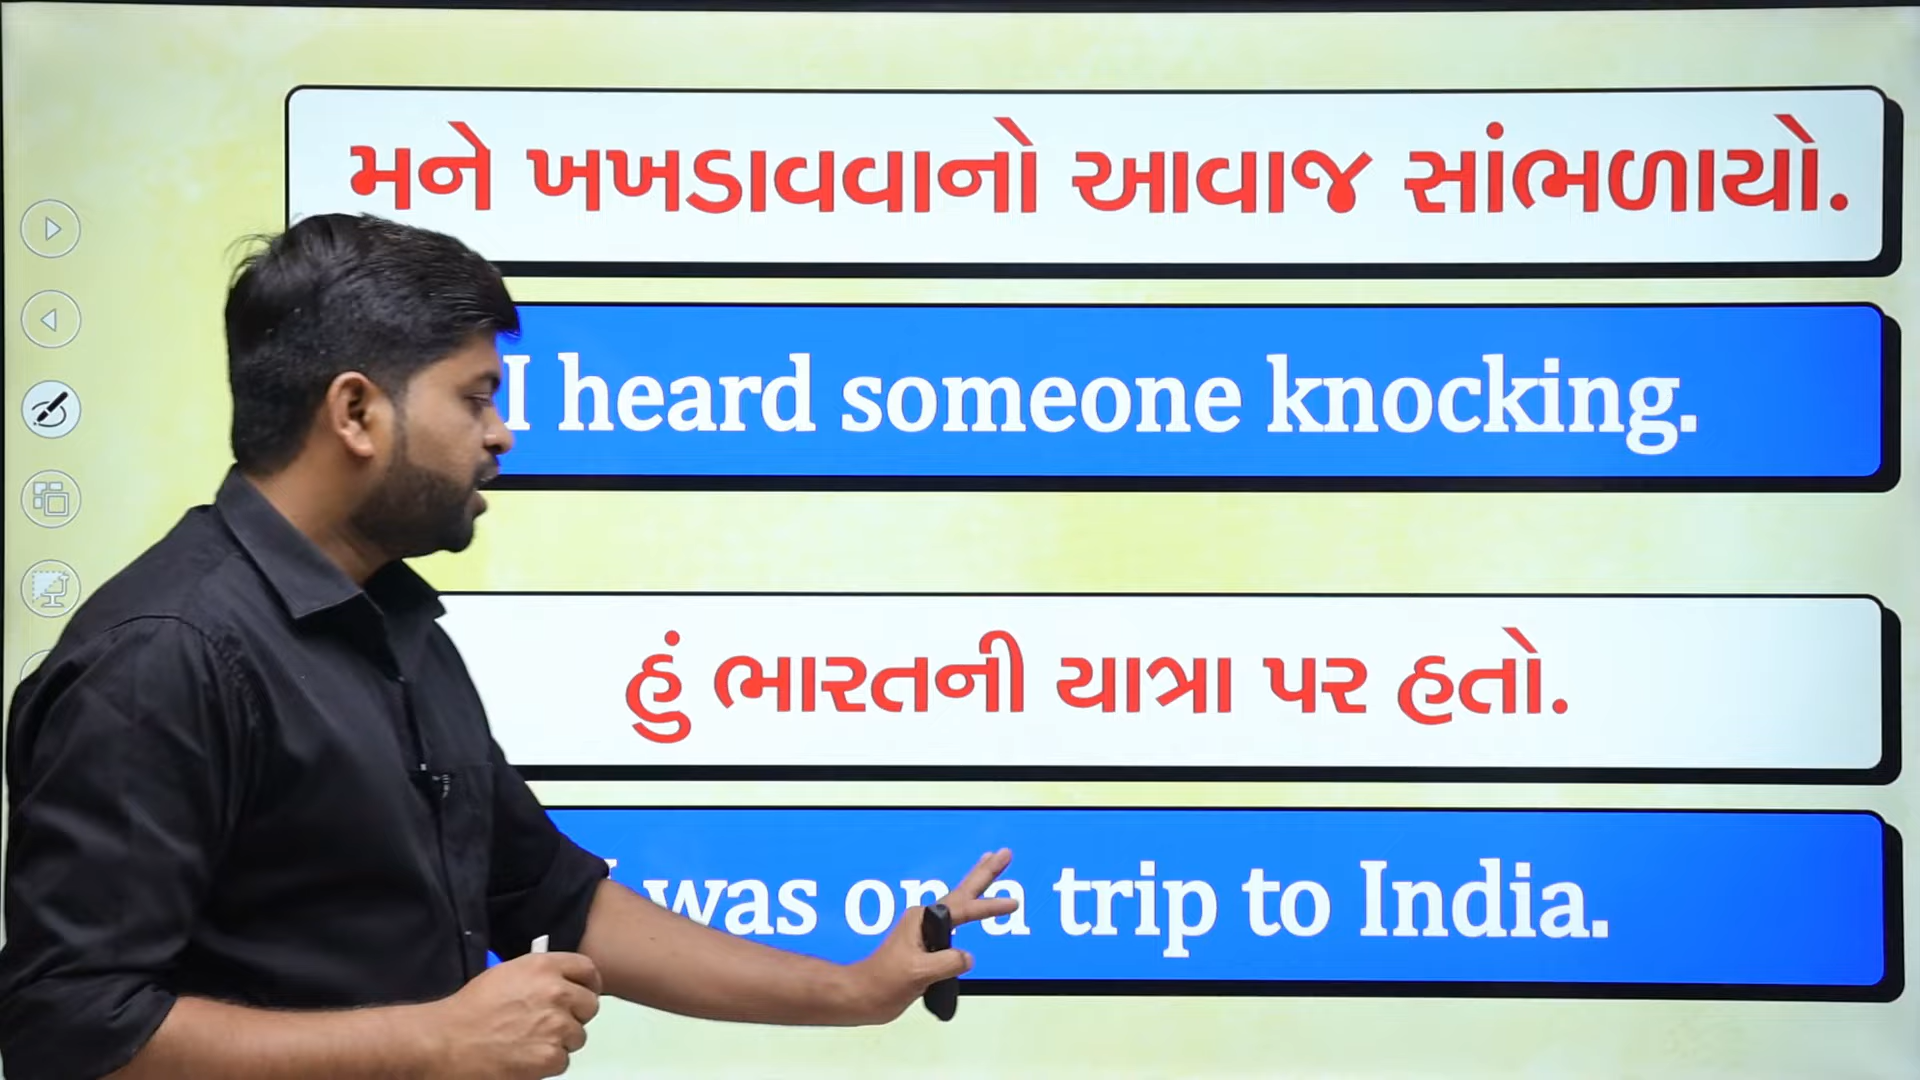 મને ખખડાવવાનો આવાજ સાંભળાયો.
I heard someone knocking.
હું ભારતની યાત્રા પર હતો.
I was on a trip to India.